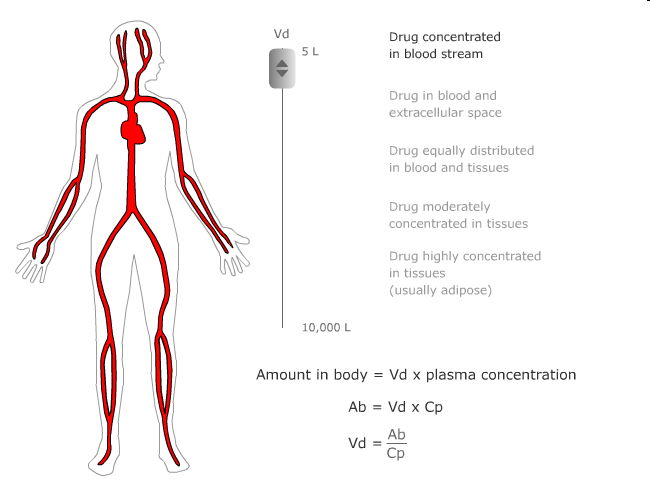 Vd
5 L
Drug concentrated
in blood stream
Drug in blood and
extracellular space
Drug equally distributed
in blood and tissues
Drug moderately
concentrated in tissues
Drug highly concentrated
in tissues
(usually adipose)
10,000 L
Amount in body = Vd x plasma concentration
Ab = Vd x Cp
Vd = Ab
Cp